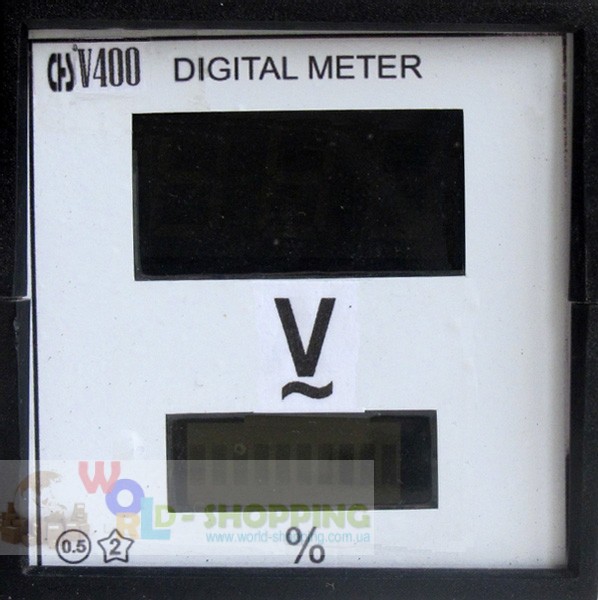 V400 DIGITAL METER
V
~
WORLD - SHOPPING
www.world-shopping.com.ua
0.5 2 %